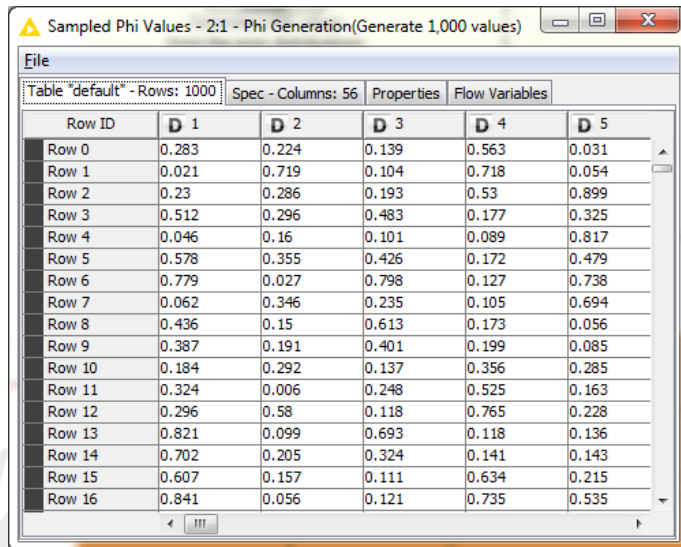 Sampled Phi Values - 2:1 - Phi Generation(Generate 1,000 values)
File
Table "default" - Rows: 1000 Spec - Columns: 56 Properties Flow Variables
Row ID D 1 D 2 D 3 D 4 D 5
Row 0 0.283 0.224 0.139 0.563 0.031
Row 1 0.021 0.719 0.104 0.718 0.054
Row 2 0.23 0.286 0.193 0.53 0.899
Row 3 0.512 0.296 0.483 0.177 0.325
Row 4 0.046 0.16 0.101 0.089 0.817
Row 5 0.578 0.355 0.426 0.172 0.479
Row 6 0.779 0.027 0.798 0.127 0.738
Row 7 0.062 0.346 0.235 0.105 0.694
Row 8 0.436 0.15 0.613 0.173 0.056
Row 9 0.387 0.191 0.401 0.199 0.085
Row 10 0.184 0.292 0.137 0.356 0.285
Row 11 0.324 0.006 0.248 0.525 0.163
Row 12 0.296 0.58 0.118 0.765 0.228
Row 13 0.821 0.099 0.693 0.118 0.136
Row 14 0.702 0.205 0.324 0.141 0.143
Row 15 0.607 0.157 0.111 0.634 0.215
Row 16 0.841 0.056 0.121 0.735 0.535